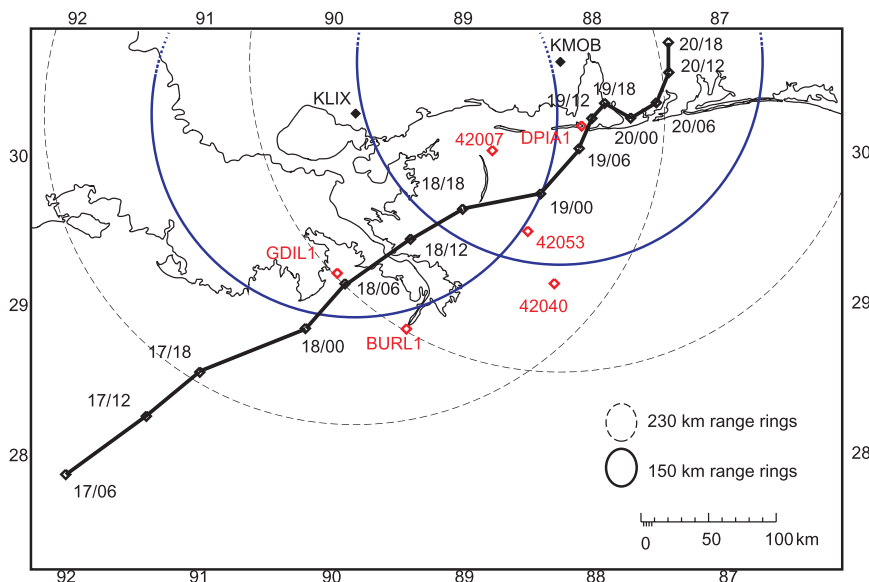 92 91 90 89 88 87
KMOB
20/18
20/12
19/18
19/12
KLIX
20/06
20/00
DPIA1
42007
30
30
19/06
18/18
19/00
42053
18/12
GDIL1
18/06
42040
29
29
BURL1
18/00
17/18
17/12
230 km range rings
28
28
150 km range rings
17/06
0 50 100 km
92 91 90 89 88 87